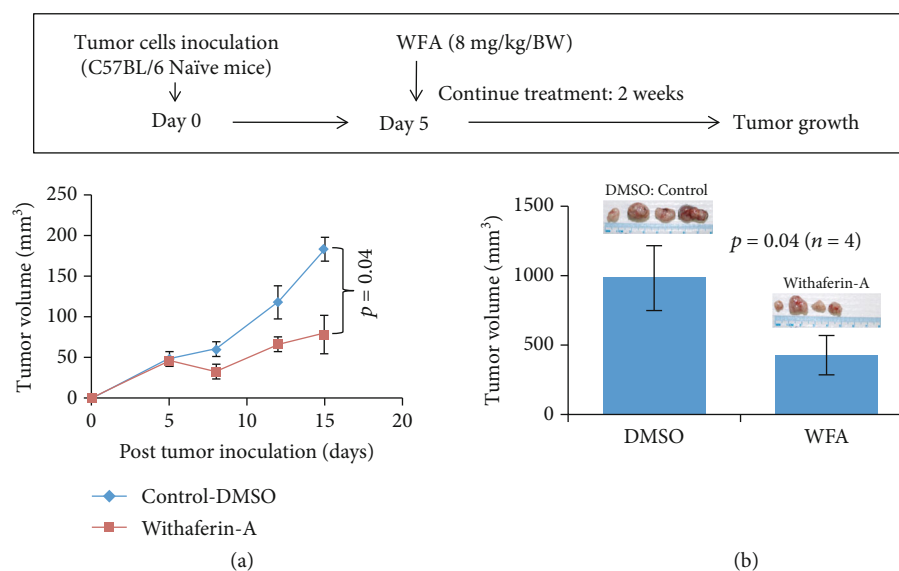 Tumor cells inoculation
(C57BL/6 Naïve mice)
WFA (8 mg/kg/BW)
Continue treatment: 2 weeks
Day 0
Day 5
Tumor growth
Tumor volume (mm³)
250
200
150
100
50
0
0
5
10
15
20
p = 0.04
Post tumor inoculation (days)
Control-DMSO
Withaferin-A
(a)
Tumor volume (mm³)
1500
1000
500
0
DMSO: Control
p = 0.04 (n = 4)
Withaferin-A
DMSO
WFA
(b)